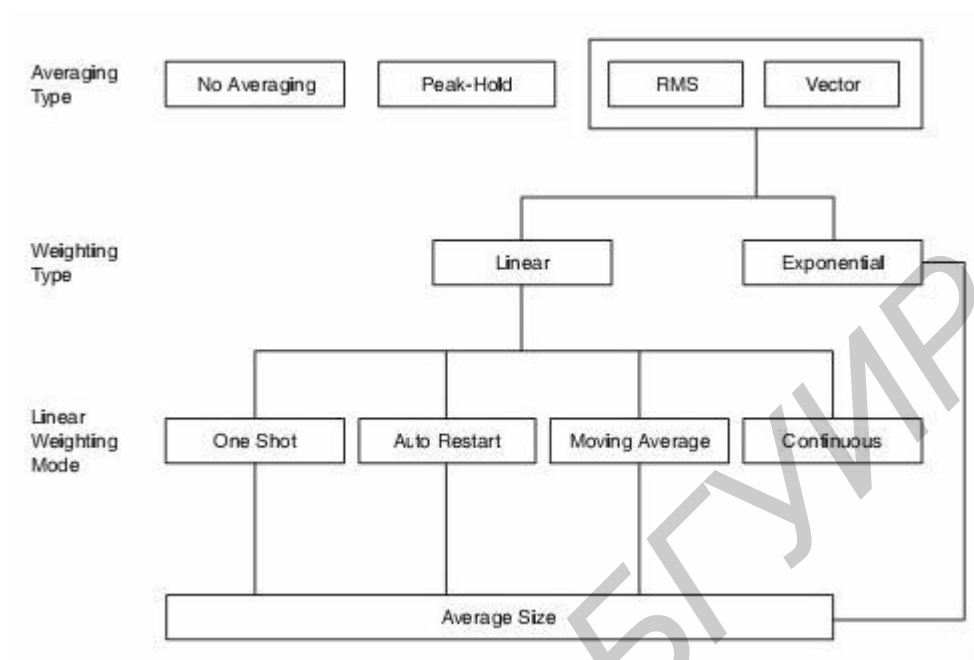 Averaging
Type
No Averaging
Peak-Hold
RMS
Vector
Weighting
Type
Linear
Exponential
Linear
Weighting
Mode
One Shot
Auto Restart
Moving Average
Continuous
Average Size
БГУИР